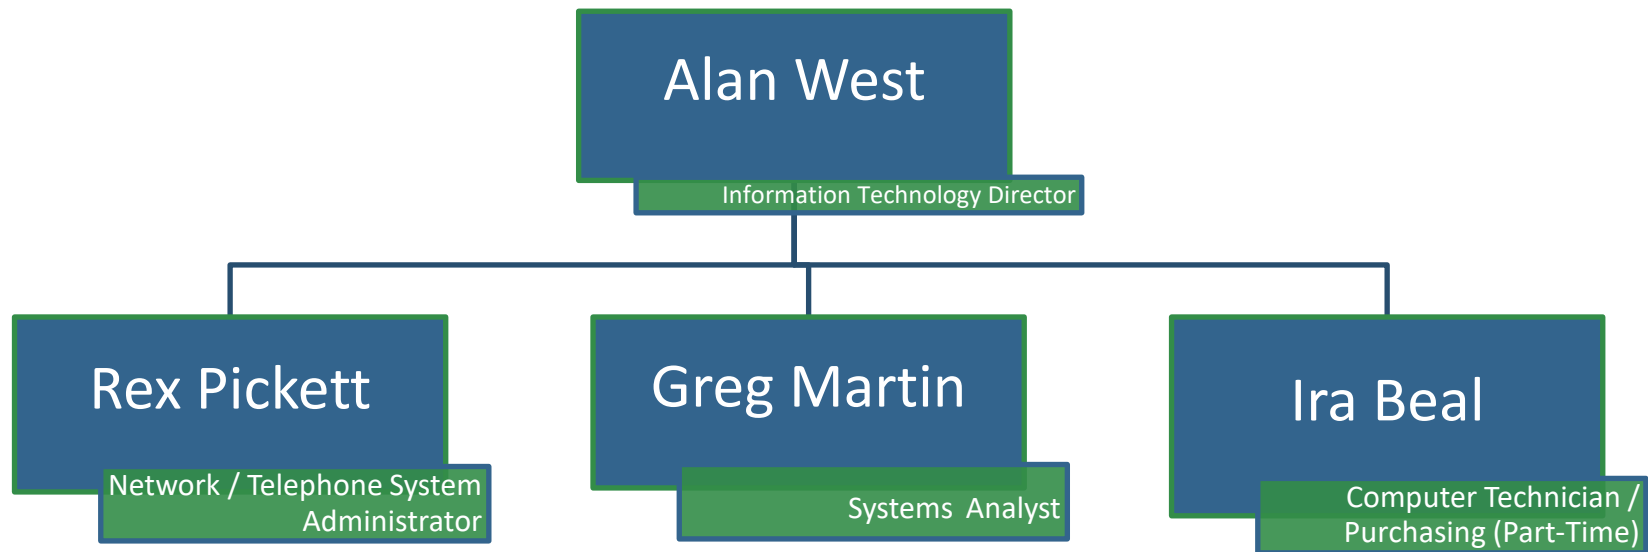 Alan West
Information Technology Director
Rex Pickett
Network / Telephone System
Administrator
Greg Martin
Systems Analyst
Ira Beal
Computer Technician /
Purchasing (Part-Time)